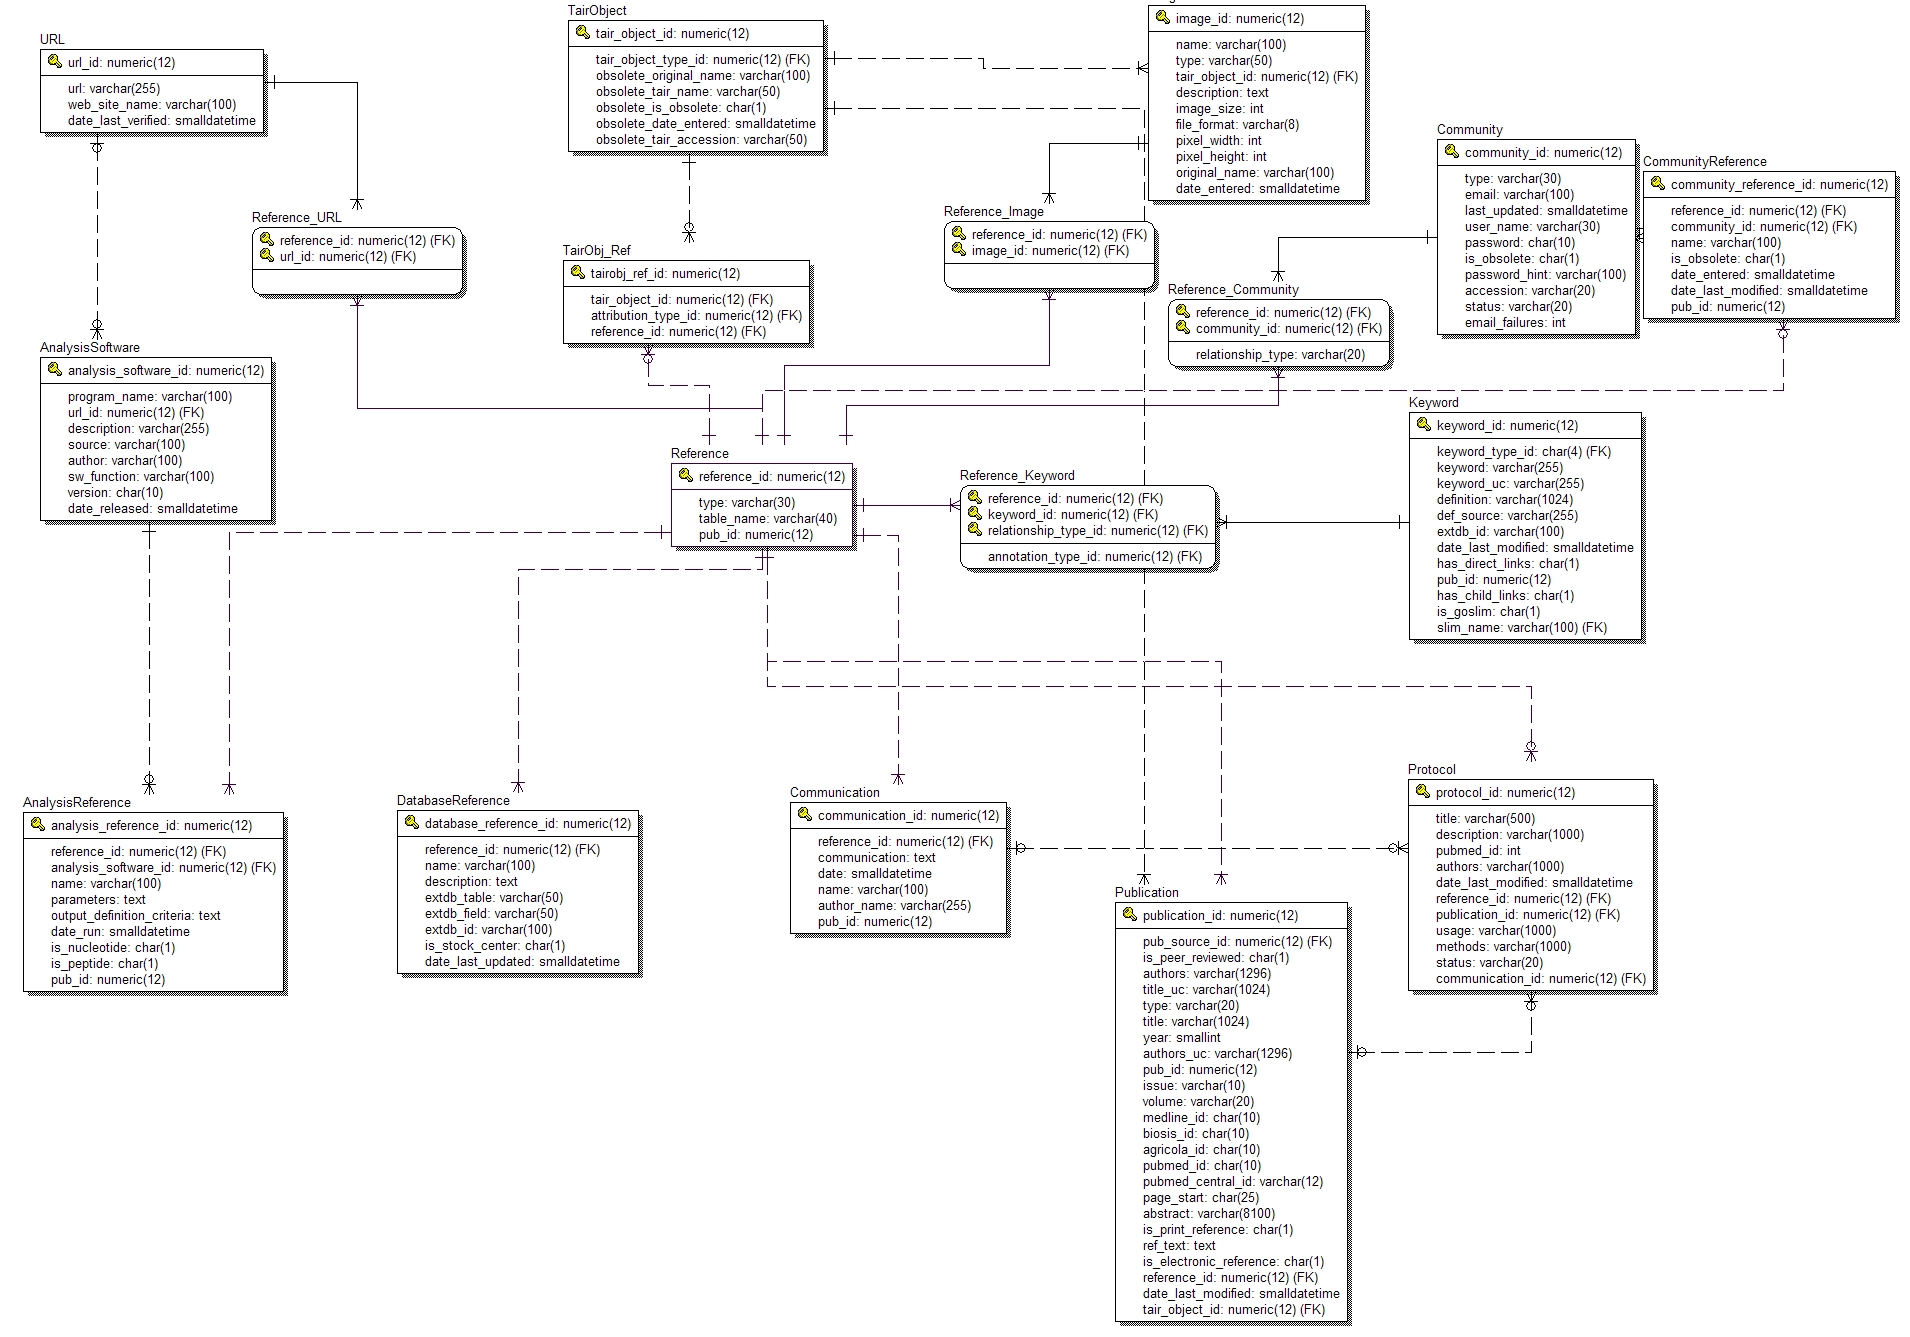 URL
url_id: numeric(12)
url: varchar(255)
web_site_name: varchar(100)
date_last_verified: smalldatetime
TairObject
tair_object_id: numeric(12)
tair_object_type_id: numeric(12) (FK)
obsolete_original_name: varchar(100)
obsolete_tair_name: varchar(50)
obsolete_is_obsolete: char(1)
obsolete_date_entered: smalldatetime
obsolete_tair_accession: varchar(50)
image_id: numeric(12)
name: varchar(100)
type: varchar(50)
tair_object_id: numeric(12) (FK)
description: text
image_size: int
file_format: varchar(8)
pixel_width: int
pixel_height: int
original_name: varchar(100)
date_entered: smalldatetime
Community
community_id: numeric(12)
type: varchar(30)
email: varchar(100)
last_updated: smalldatetime
user_name: varchar(30)
password: char(10)
is_obsolete: char(1)
password_hint: varchar(100)
accession: varchar(20)
status: varchar(20)
email_failures: int
CommunityReference
community_reference_id: numeric(12)
reference_id: numeric(12) (FK)
community_id: numeric(12) (FK)
name: varchar(100)
is_obsolete: char(1)
date_entered: smalldatetime
date_last_modified: smalldatetime
pub_id: numeric(12)
Reference_URL
reference_id: numeric(12) (FK)
url_id: numeric(12) (FK)
TairObj_Ref
tairobj_ref_id: numeric(12)
tair_object_id: numeric(12) (FK)
attribution_type_id: numeric(12) (FK)
reference_id: numeric(12) (FK)
Reference_Image
reference_id: numeric(12) (FK)
image_id: numeric(12) (FK)
Reference_Community
reference_id: numeric(12) (FK)
community_id: numeric(12) (FK)
relationship_type: varchar(20)
AnalysisSoftware
analysis_software_id: numeric(12)
program_name: varchar(100)
url_id: numeric(12) (FK)
description: varchar(255)
source: varchar(100)
author: varchar(100)
sw_function: varchar(100)
version: char(10)
date_released: smalldatetime
Reference
reference_id: numeric(12)
type: varchar(30)
table_name: varchar(40)
pub_id: numeric(12)
Reference_Keyword
reference_id: numeric(12) (FK)
keyword_id: numeric(12) (FK)
relationship_type_id: numeric(12) (FK)
annotation_type_id: numeric(12) (FK)
Keyword
keyword_id: numeric(12)
keyword_type_id: char(4) (FK)
keyword: varchar(255)
keyword_uc: varchar(255)
definition: varchar(1024)
def_source: varchar(255)
extdb_id: varchar(100)
date_last_modified: smalldatetime
has_direct_links: char(1)
pub_id: numeric(12)
has_child_links: char(1)
is_goslim: char(1)
slim_name: varchar(100) (FK)
AnalysisReference
analysis_reference_id: numeric(12)
reference_id: numeric(12) (FK)
analysis_software_id: numeric(12) (FK)
name: varchar(100)
parameters: text
output_definition_criteria: text
date_run: smalldatetime
is_nucleotide: char(1)
is_peptide: char(1)
pub_id: numeric(12)
DatabaseReference
database_reference_id: numeric(12)
reference_id: numeric(12) (FK)
name: varchar(100)
description: text
extdb_table: varchar(50)
extdb_field: varchar(50)
extdb_id: varchar(100)
is_stock_center: char(1)
date_last_updated: smalldatetime
Communication
communication_id: numeric(12)
reference_id: numeric(12) (FK)
communication: text
date: smalldatetime
name: varchar(100)
author_name: varchar(255)
pub_id: numeric(12)
Protocol
protocol_id: numeric(12)
title: varchar(500)
description: varchar(1000)
pubmed_id: int
authors: varchar(1000)
date_last_modified: smalldatetime
reference_id: numeric(12) (FK)
publication_id: numeric(12) (FK)
usage: varchar(1000)
methods: varchar(1000)
status: varchar(20)
communication_id: numeric(12) (FK)
Publication
publication_id: numeric(12)
pub_source_id: numeric(12) (FK)
is_peer_reviewed: char(1)
authors: varchar(1296)
title_uc: varchar(1024)
type: varchar(20)
title: varchar(1024)
year: smallint
authors_uc: varchar(1296)
pub_id: numeric(12)
issue: varchar(10)
volume: varchar(20)
medline_id: char(10)
biosis_id: char(10)
agricola_id: char(10)
pubmed_id: char(10)
pubmed_central_id: varchar(12)
page_start: char(25)
abstract: varchar(8100)
is_print_reference: char(1)
ref_text: text
is_electronic_reference: char(1)
reference_id: numeric(12) (FK)
date_last_modified: smalldatetime
tair_object_id: numeric(12) (FK)